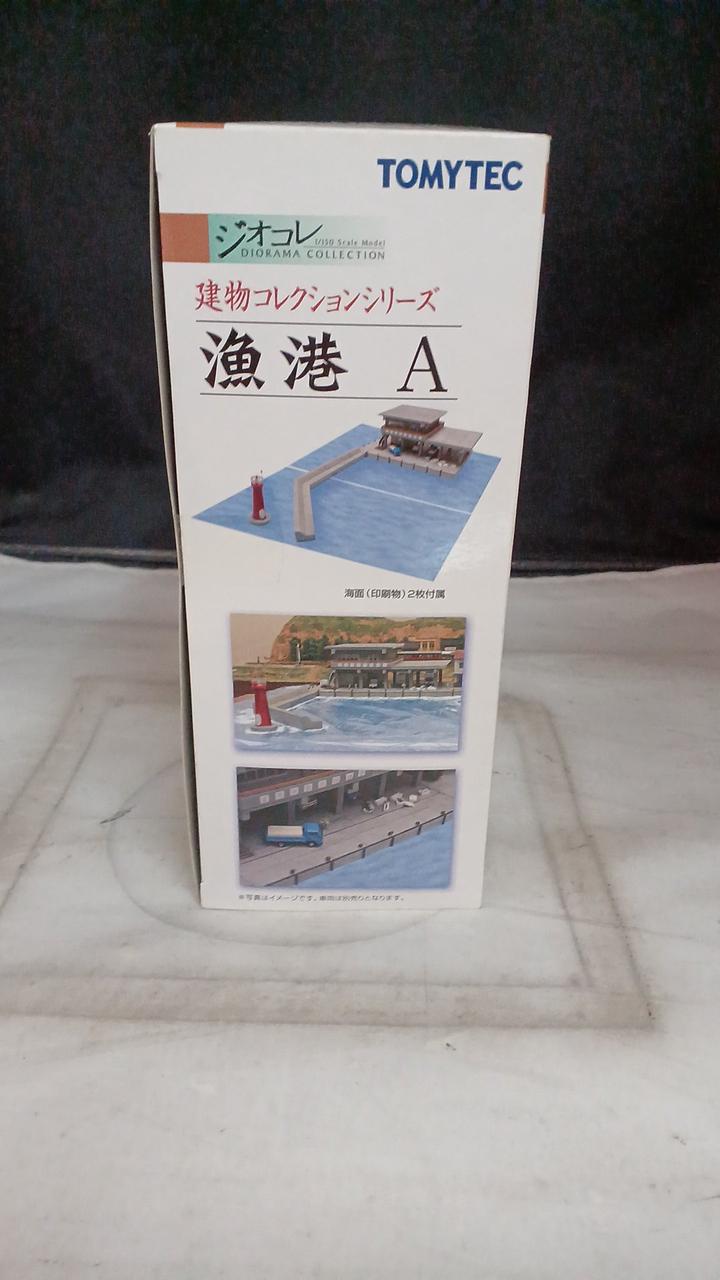 TOMYTEC
ジオコレ
1/150 Scale Model
DIORAMA COLLECTION
建物コレクションシリーズ
漁港 A
海面(印刷物)2枚付属
※写真はイメージです。車両は別売りとなります。